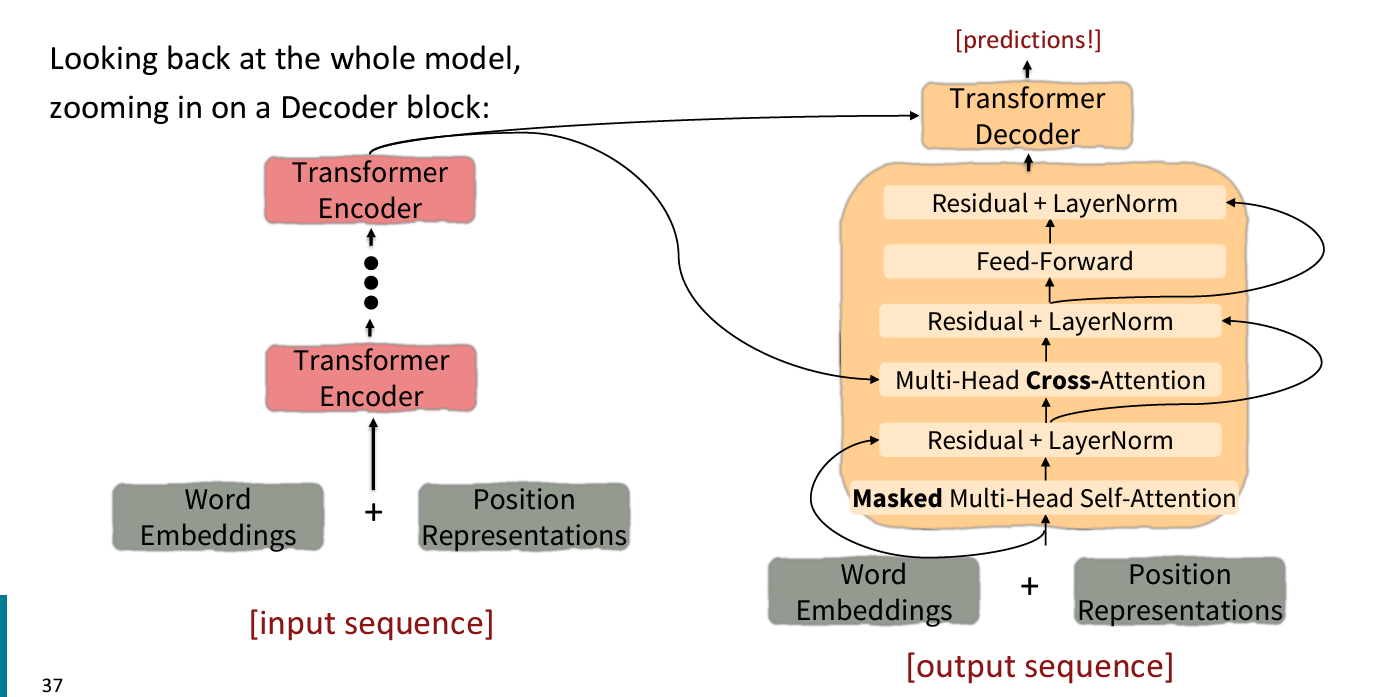 Looking back at the whole model,
zooming in on a Decoder block:
[predictions!]
Transformer
Decoder
Transformer
Encoder
Transformer
Encoder
Word
Embeddings
+
Position
Representations
[input sequence]
Residual + LayerNorm
Feed-Forward
Residual + LayerNorm
Multi-Head Cross-Attention
Residual + LayerNorm
Masked Multi-Head Self-Attention
Word
Embeddings
+
Position
Representations
[output sequence]
37